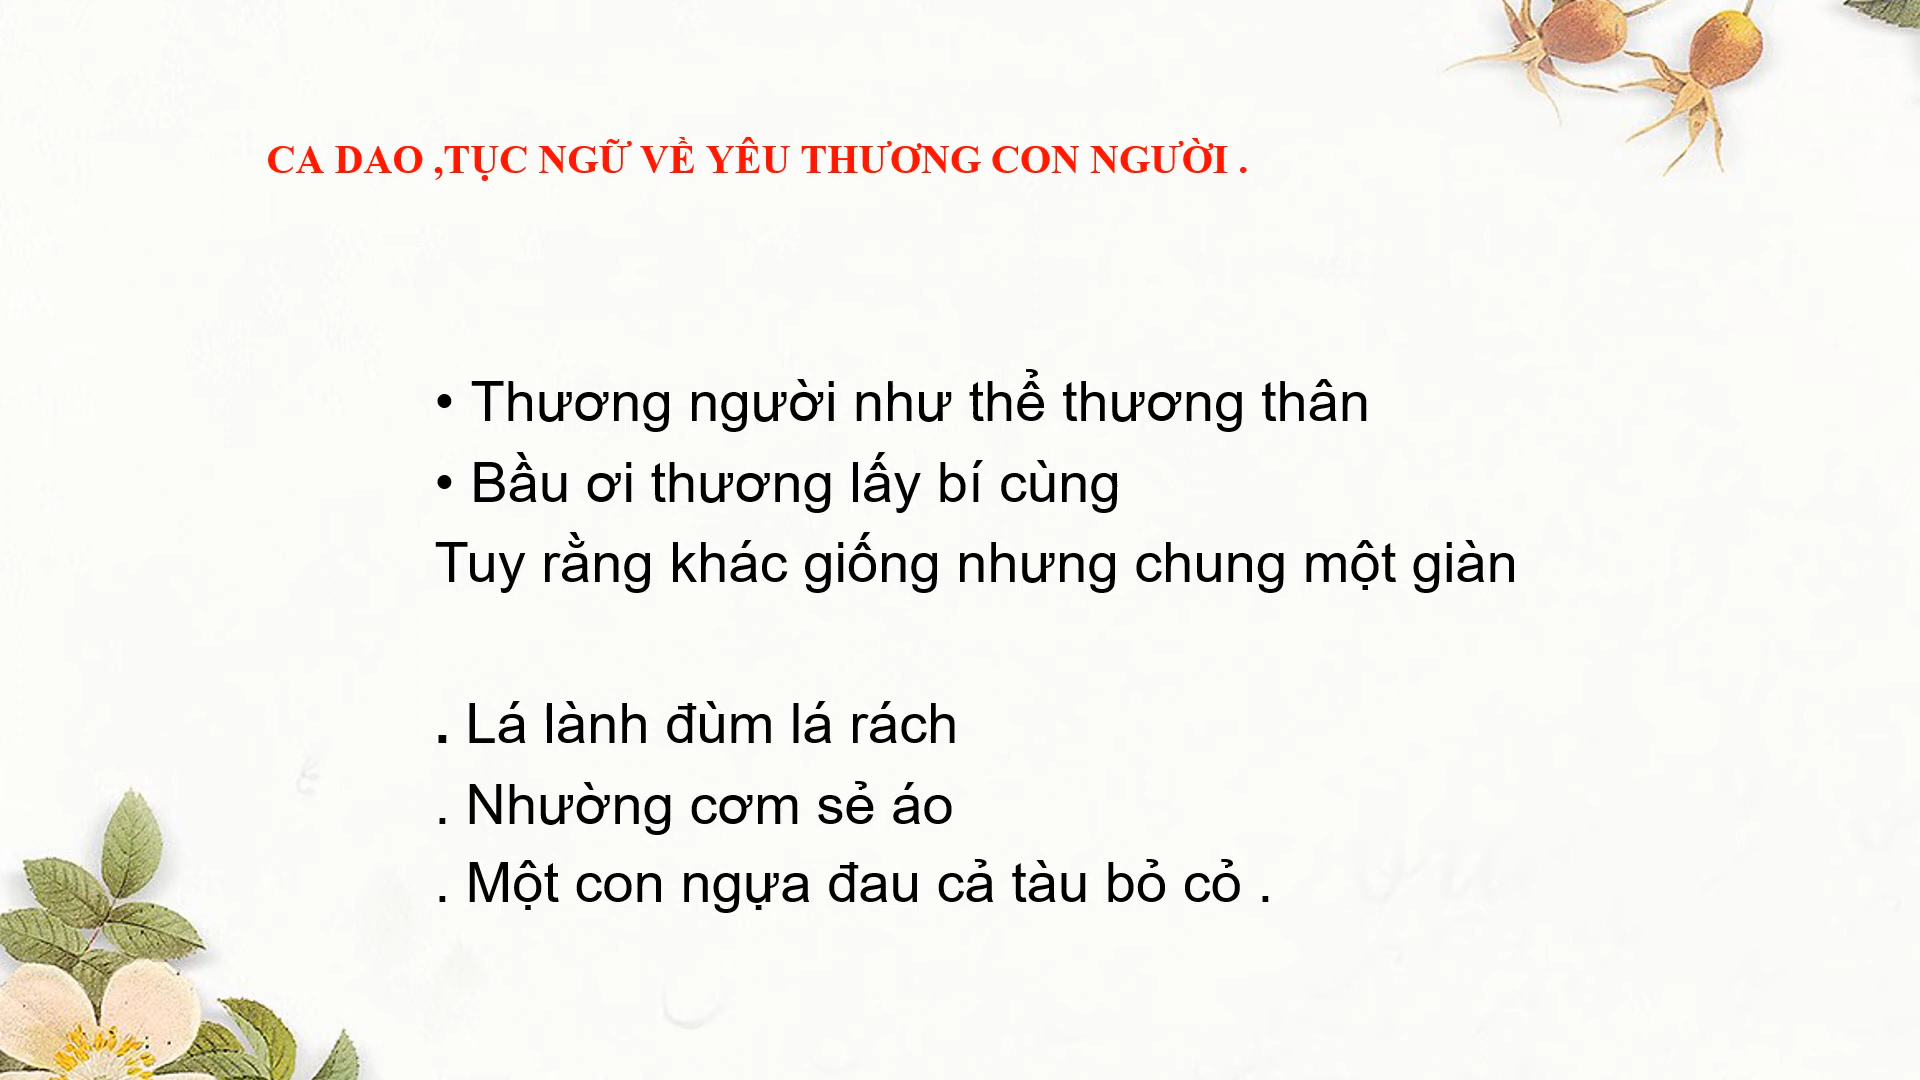 CA DAO ,TỤC NGỮ VỀ YÊU THƯƠNG CON NGƯỜI .
• Thương người như thể thương thân
• Bầu ơi thương lấy bí cùng
Tuy rằng khác giống nhưng chung một giàn
. Lá lành đùm lá rách
. Nhường cơm sẻ áo
. Một con ngựa đau cả tàu bỏ cỏ .